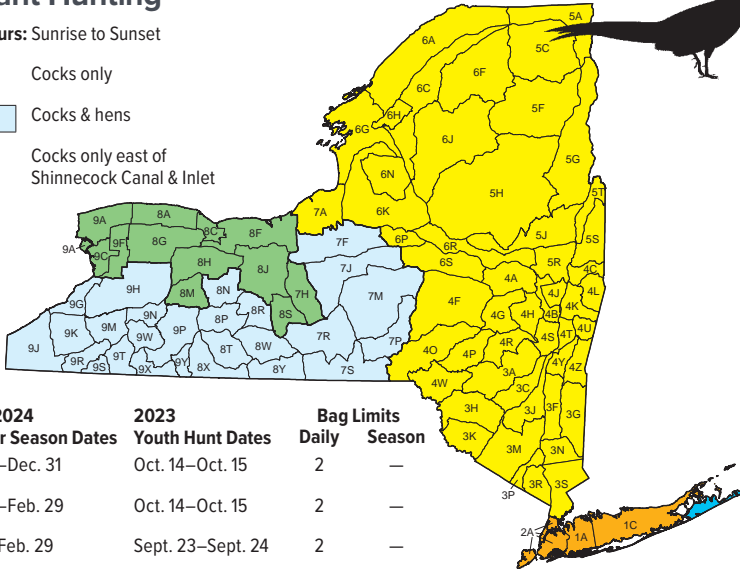 ant Hunting
urs: Sunrise to Sunset
Cocks only
Cocks & hens
Cocks only east of
Shinnecock Canal & Inlet
5A
6A
5C
6F
6C
5F
6H
6G
6J
5G
6N
5H
5T
7A
6K
9A
8A
8C
8F
9A
9F
8G
9C
7F
6P
6R
5J
5S
8H
8J
7J
6S
5R
4C
9H
8M
8N
7H
7M
4F
4A
4J
4L
9G
9N
8P
8R
8S
4G
4H
4B
4K
9J
9K
9M
9W
9P
7R
7P
4S
4T
4U
9R
9S
9T
9X
9Y
8X
8T
8W
8Y
7S
4O
4P
4R
4Y
4Z
4W
3A
3C
3H
3J
3F
3G
3K
3M
3N
3P
3R
3S
2A
1A
1C
2024 2023 Bag Limits
r Season Dates Youth Hunt Dates Daily Season
–Dec. 31 Oct. 14–Oct. 15 2 —
–Feb. 29 Oct. 14–Oct. 15 2 —
Feb. 29 Sept. 23–Sept. 24 2 —